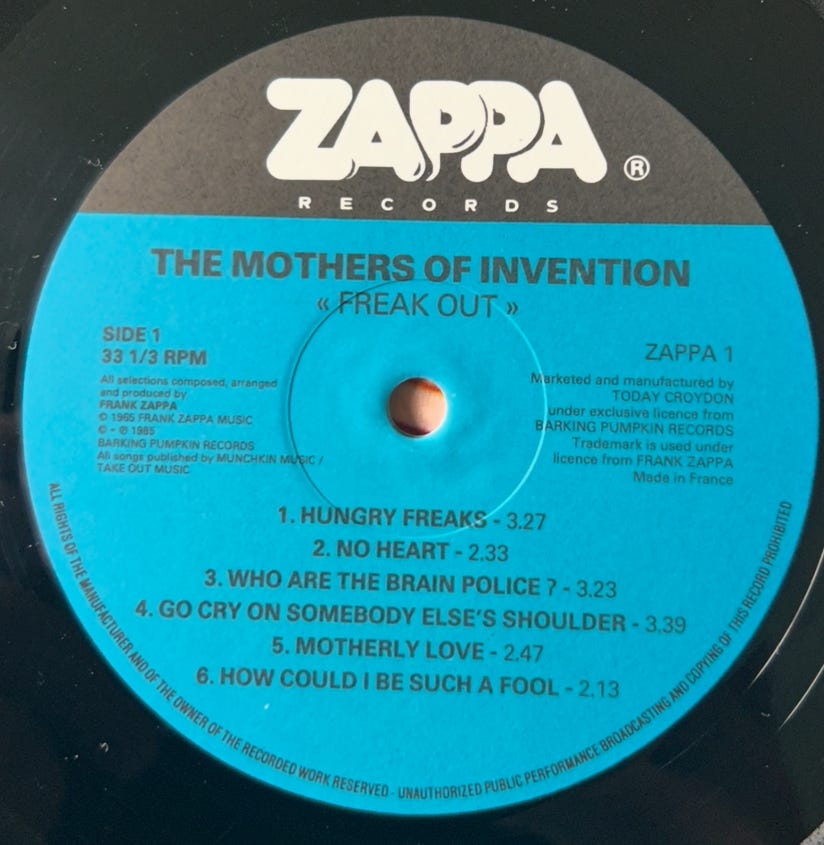 ZAPPA ®
RECORDS
THE MOTHERS OF INVENTION
« FREAK OUT »
SIDE 1
33 1/3 RPM
All selections composed, arranged
and produced by
FRANK ZAPPA
© 1965 FRANK ZAPPA MUSIC
© - ℗ 1985
BARKING PUMPKIN RECORDS
All songs published by MUNCHKIN MUSIC /
TAKE OUT MUSIC
ZAPPA 1
Marketed and manufactured by
TODAY CROYDON
under exclusive licence from
BARKING PUMPKIN RECORDS
Trademark is used under
licence from FRANK ZAPPA
Made in France
1. HUNGRY FREAKS - 3.27
2. NO HEART - 2.33
3. WHO ARE THE BRAIN POLICE ? - 3.23
4. GO CRY ON SOMEBODY ELSE'S SHOULDER - 3.39
5. MOTHERLY LOVE - 2.47
6. HOW COULD I BE SUCH A FOOL - 2.13
ALL RIGHTS OF THE MANUFACTURER AND OF THE OWNER OF THE RECORDED WORK RESERVED - UNAUTHORIZED PUBLIC PERFORMANCE BROADCASTING AND COPYING OF THIS RECORD PROHIBITED